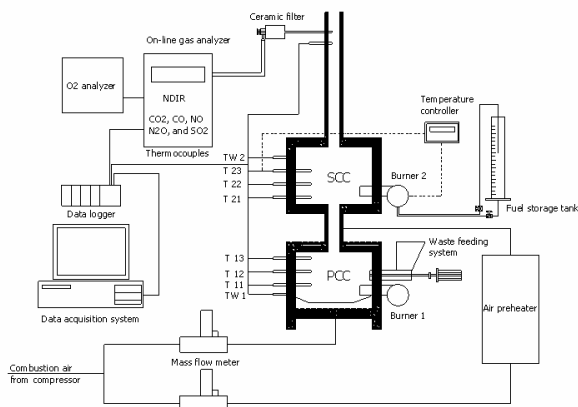 Ceramic filter
On-line gas analyzer
O2 analyzer
NDIR
CO2, CO, NO
N2O, and SO2
Thermocouples
Temperature
controller
TW 2
T 23
T 22
T 21
SCC
Burner 2
Fuel storage tank
Data logger
T 13
T 12
T 11
TW 1
PCC
Waste feeding
system
Burner 1
Air preheater
Data acquisition system
Mass flow meter
Combustion air
from compressor